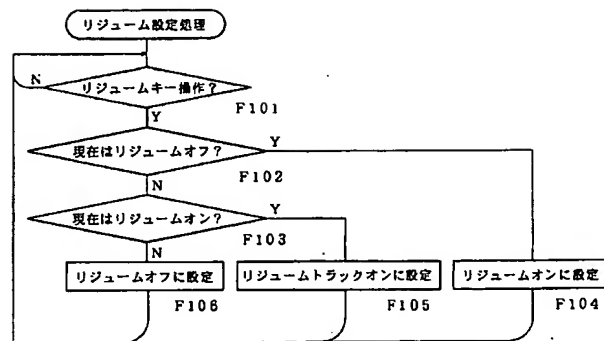 リジューム設定処理
N
リジュームキー操作?
F101
Y
現在はリジュームオフ?
Y
F102
N
現在はリジュームオン?
Y
F103
N
リジュームオフに設定
リジュームトラックオンに設定
リジュームオンに設定
F106
F105
F104